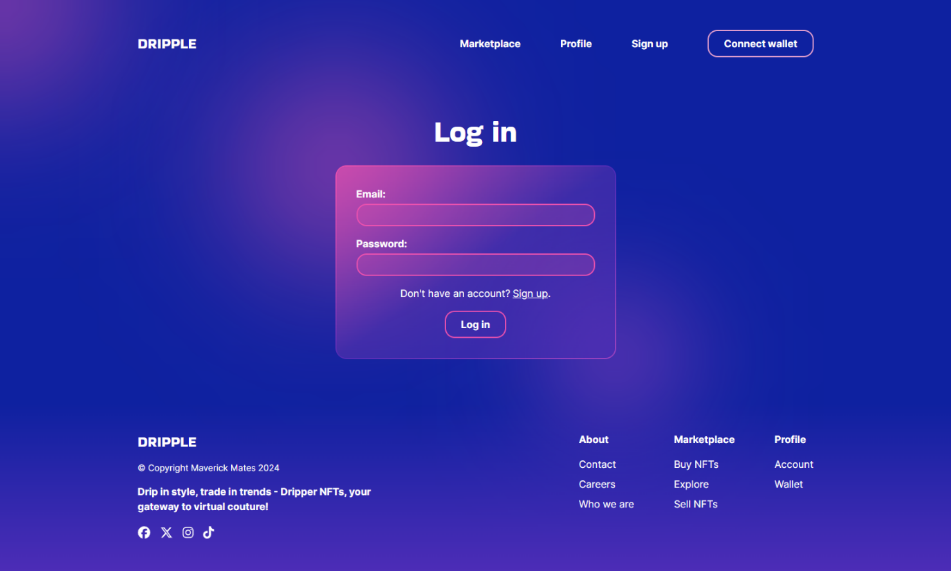 DRIPPLE
Marketplace
Profile
Sign up
Connect wallet
Log in
Email:
Password:
Don't have an account? Sign up.
Log in
DRIPPLE
© Copyright Maverick Mates 2024
Drip in style, trade in trends - Dripper NFTs, your
gateway to virtual couture!
About
Contact
Careers
Who we are
Marketplace
Buy NFTs
Explore
Sell NFTs
Profile
Account
Wallet